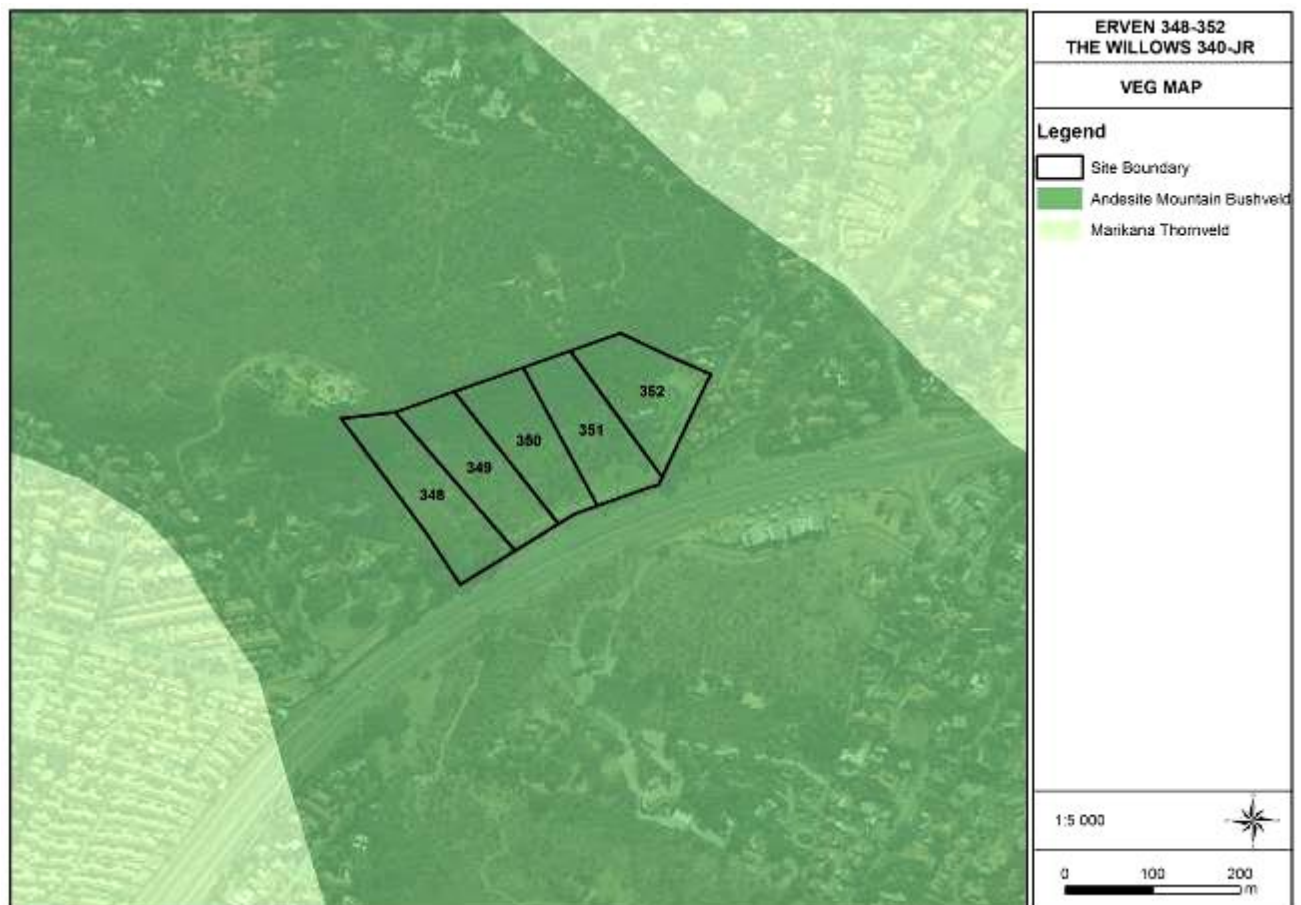 ERVEN 348-352
THE WILLOWS 340-JR
VEG MAP
Legend
Site Boundary
Andesite Mountain Bushveld
Marikana Thornveld
352
351
350
349
348
1:5 000
0 100 200
m